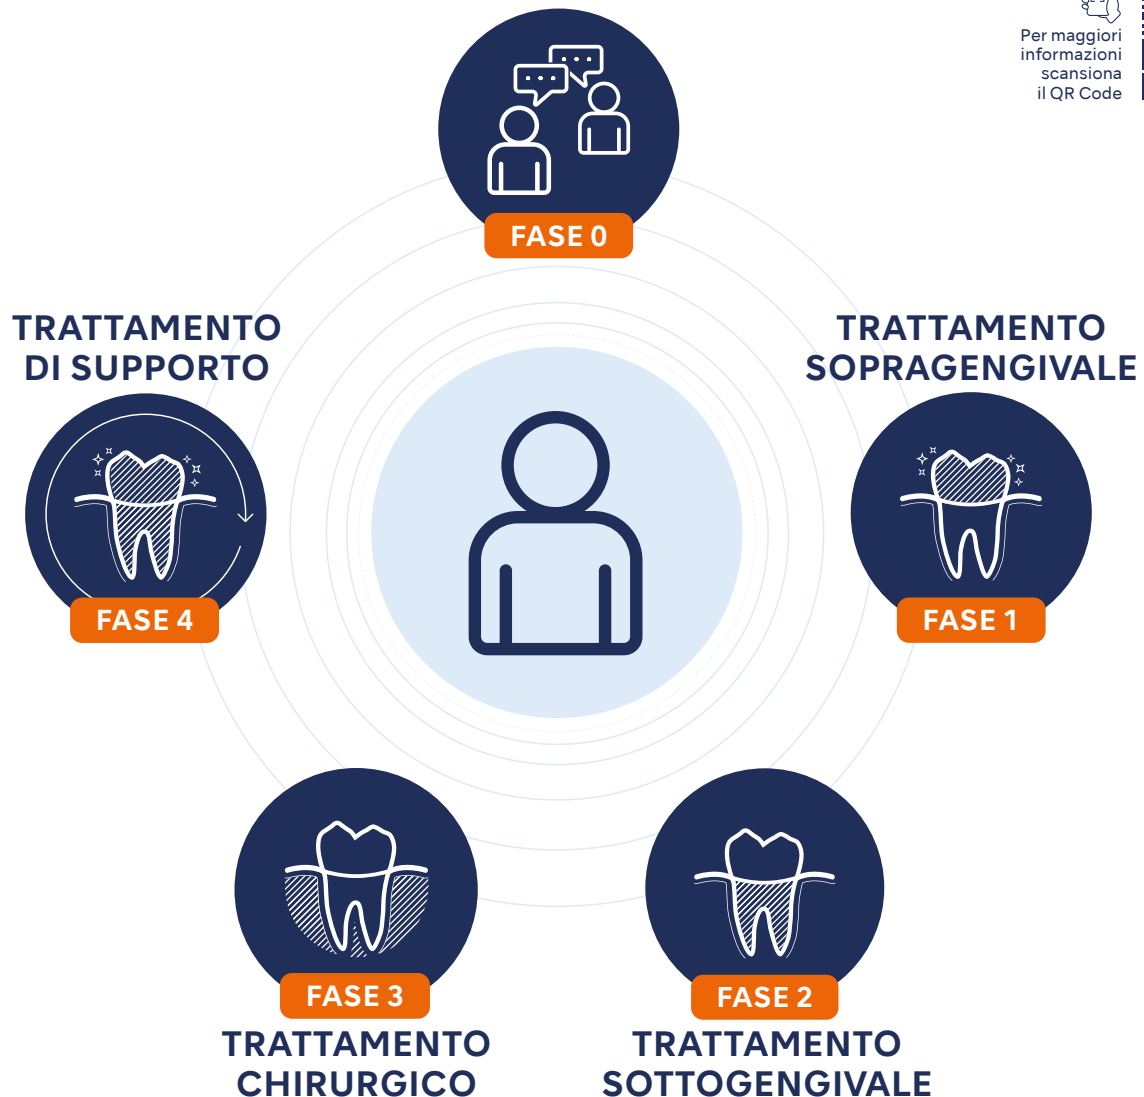 Per maggiori
informazioni
scansiona
il QR Code
FASE 0
TRATTAMENTO
DI SUPPORTO
FASE 4
TRATTAMENTO
SOPRAGENGIVALE
FASE 1
FASE 3
TRATTAMENTO
CHIRURGICO
FASE 2
TRATTAMENTO
SOTTOGENGIVALE